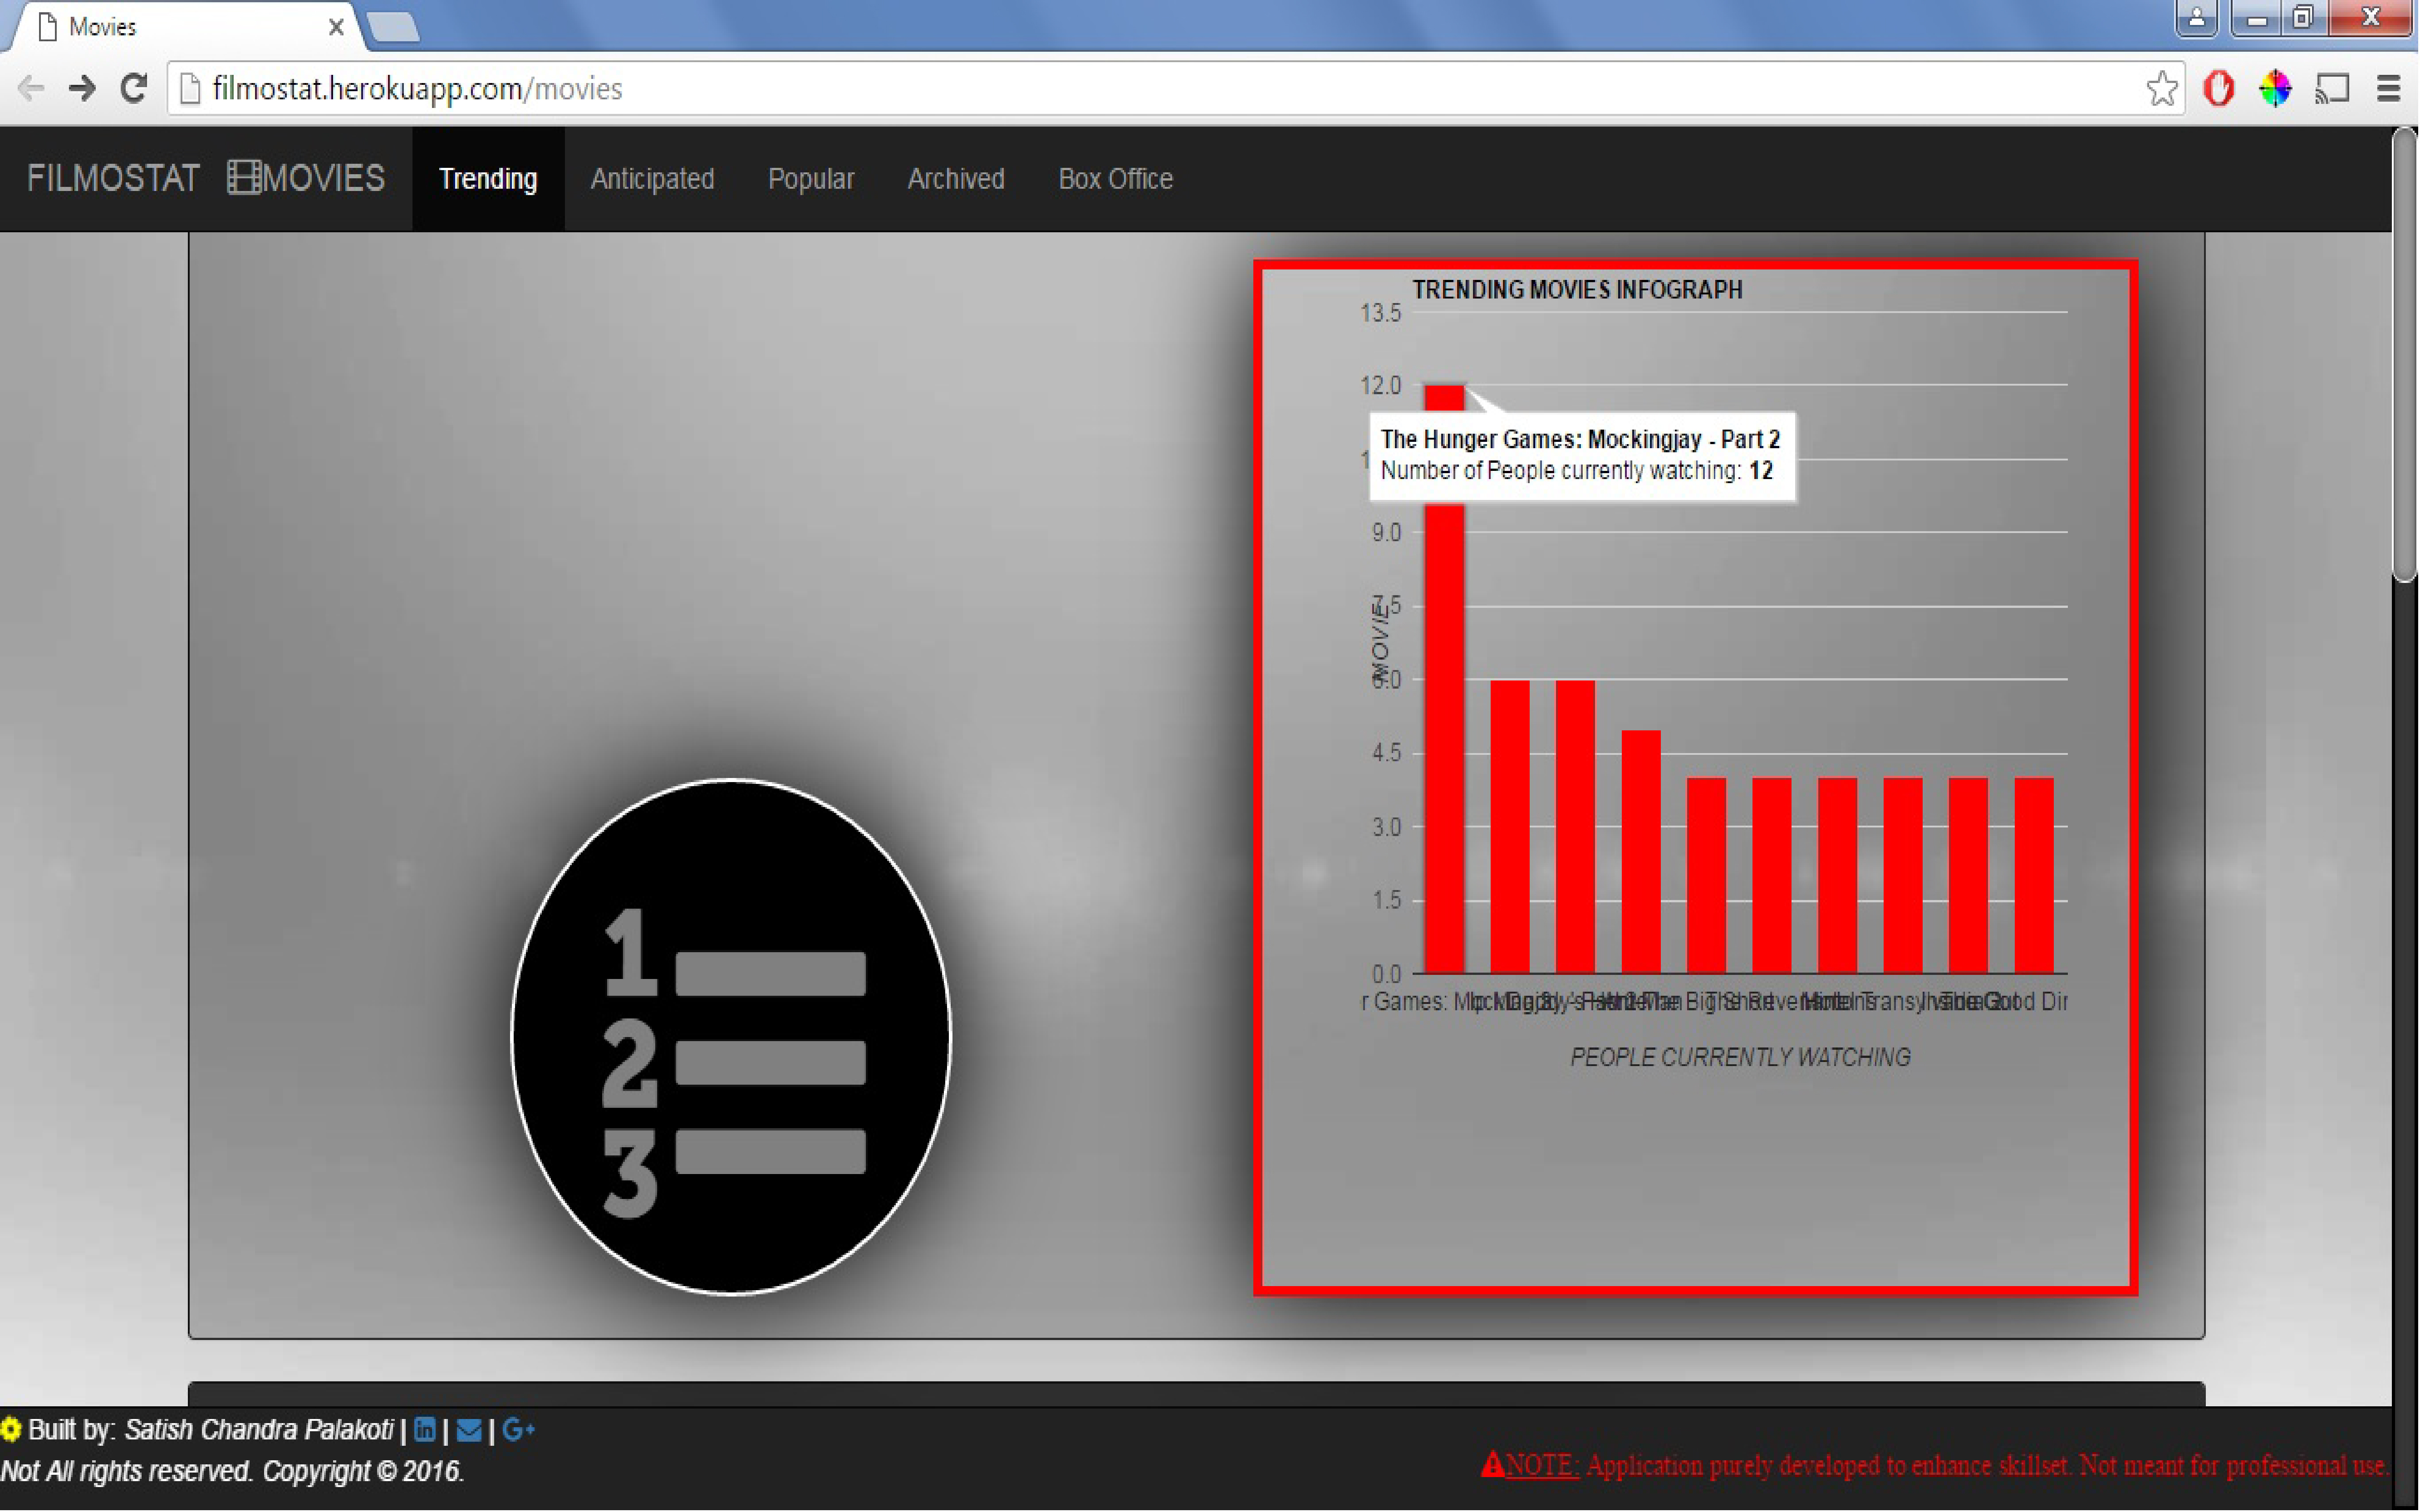 Movies
filmostat.herokuapp.com/movies
FILMOSTAT MOVIES Trending Anticipated Popular Archived Box Office
TRENDING MOVIES INFOGRAPH
13.5
12.0
The Hunger Games: Mockingjay - Part 2
Number of People currently watching: 12
9.0
7.5
MOVIE
6.0
4.5
3.0
1.5
0.0
r Games:
PEOPLE CURRENTLY WATCHING
1
2
3
Built by: Satish Chandra Palakoti | in | | G+
Not All rights reserved. Copyright © 2016.
NOTE: Application purely developed to enhance skillset. Not meant for professional use.